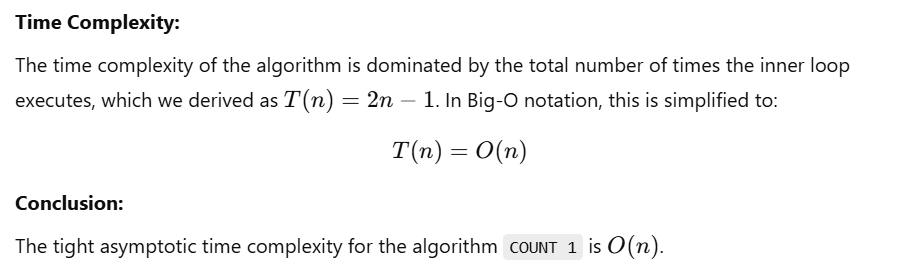 Time Complexity:
The time complexity of the algorithm is dominated by the total number of times the inner loop
executes, which we derived as T(n) = 2n − 1. In Big-O notation, this is simplified to:
T(n) = O(n)
Conclusion:
The tight asymptotic time complexity for the algorithm COUNT 1 is O(n).